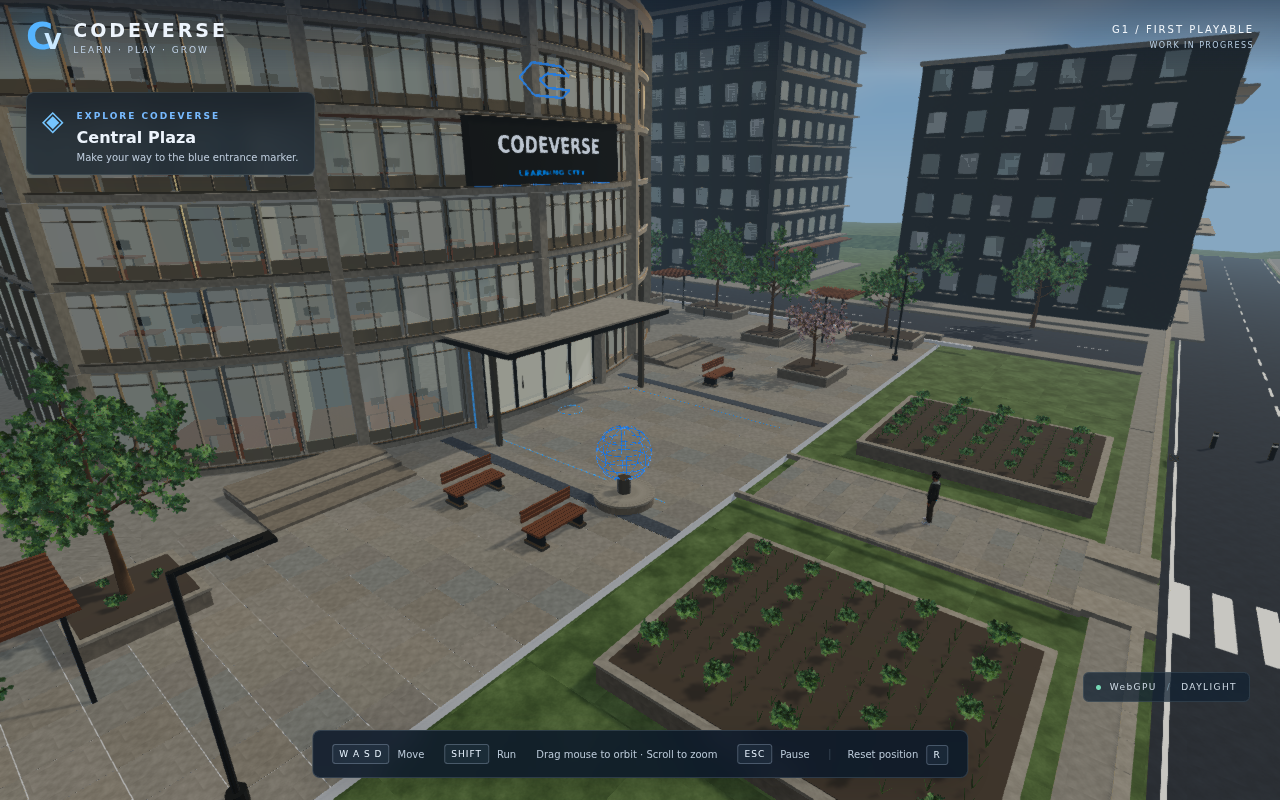 CODEVERSE
LEARN · PLAY · GROW
G1 / FIRST PLAYABLE
WORK IN PROGRESS
EXPLORE CODEVERSE
Central Plaza
Make your way to the blue entrance marker.
CODEVERSE
LEARNING CITY
WebGPU / DAYLIGHT
W A S D Move SHIFT Run Drag mouse to orbit · Scroll to zoom ESC Pause | Reset position R